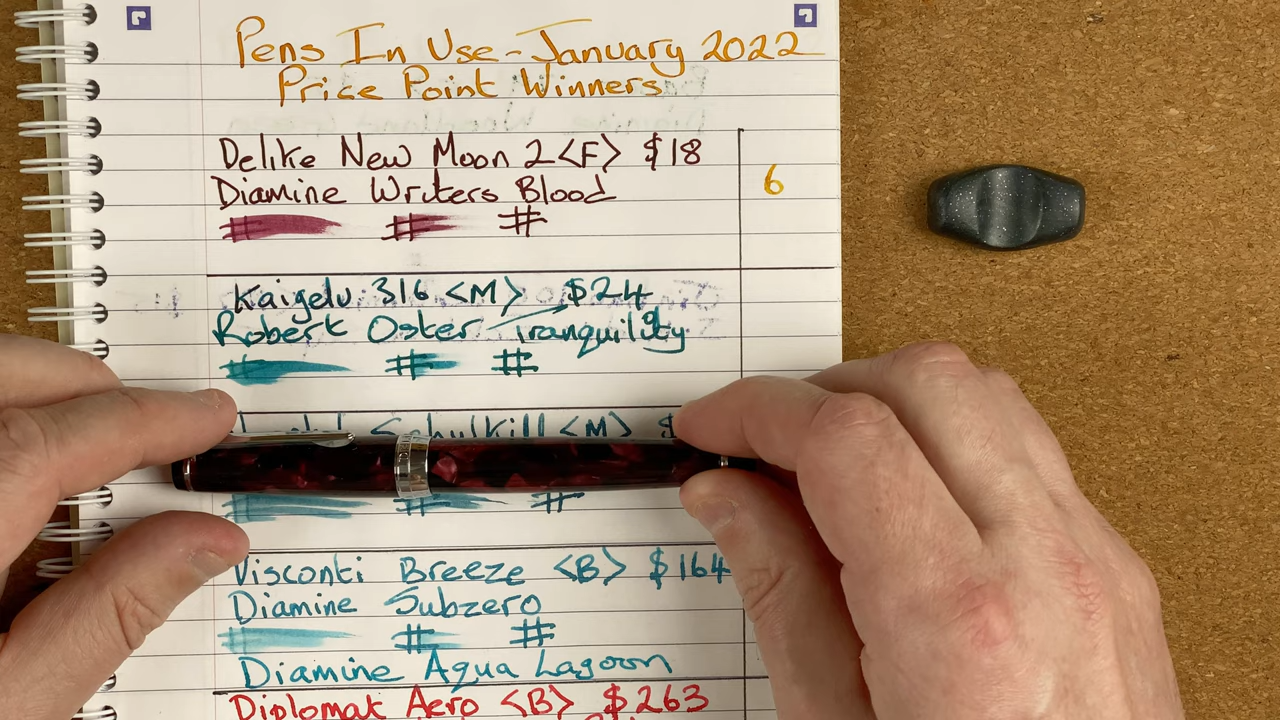 Pens In Use - January 2022
Price Point Winners
Delike New Moon 2 <F> $18
Diamine Writers Blood
6
Kaigelu 316 <M> $24
Robert Oster - Tranquility
Schulkill <M> $
Visconti Breeze <B> $164
Diamine Subzero
Diamine Aqua Lagoon
Diplomat Aero <B> $263